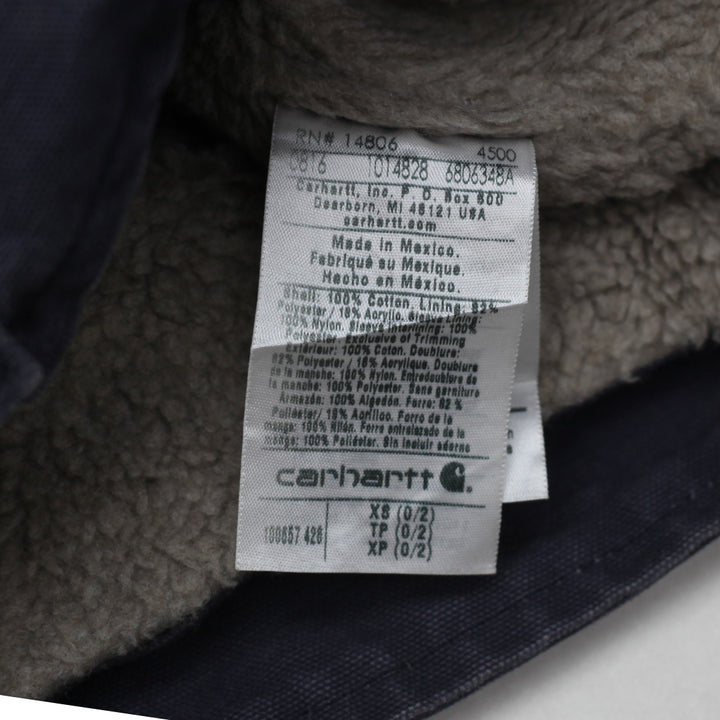 RN# 14806 4500
0816 1014828 6806348A
Carhartt, Inc. P. O. Box 600
Dearborn, MI 48121 USA
carhartt.com
Made in Mexico.
Fabriqué au Mexique.
Hecho en México.
Shell: 100% Cotton. Lining: 82%
Polyester / 18% Acrylic. Sleeve Lining:
100% Nylon. Sleeve Interlining: 100%
Polyester. Exclusive of Trimming
Extérieur: 100% Coton. Doublure:
82% Polyester / 18% Acrylique. Doublure
de la manche: 100% Nylon. Entredoublure de
la manche: 100% Polyester. Sans garniture
Armazón: 100% Algodón. Forro: 82 %
Poliéster / 18% Acrílico. Forro de la
manga: 100% Nilón. Forro entrelazado de la
manga: 100% Poliéster. Sin incluir adorno
carhartt
XS (0/2)
100657 426 TP (0/2)
XP (0/2)